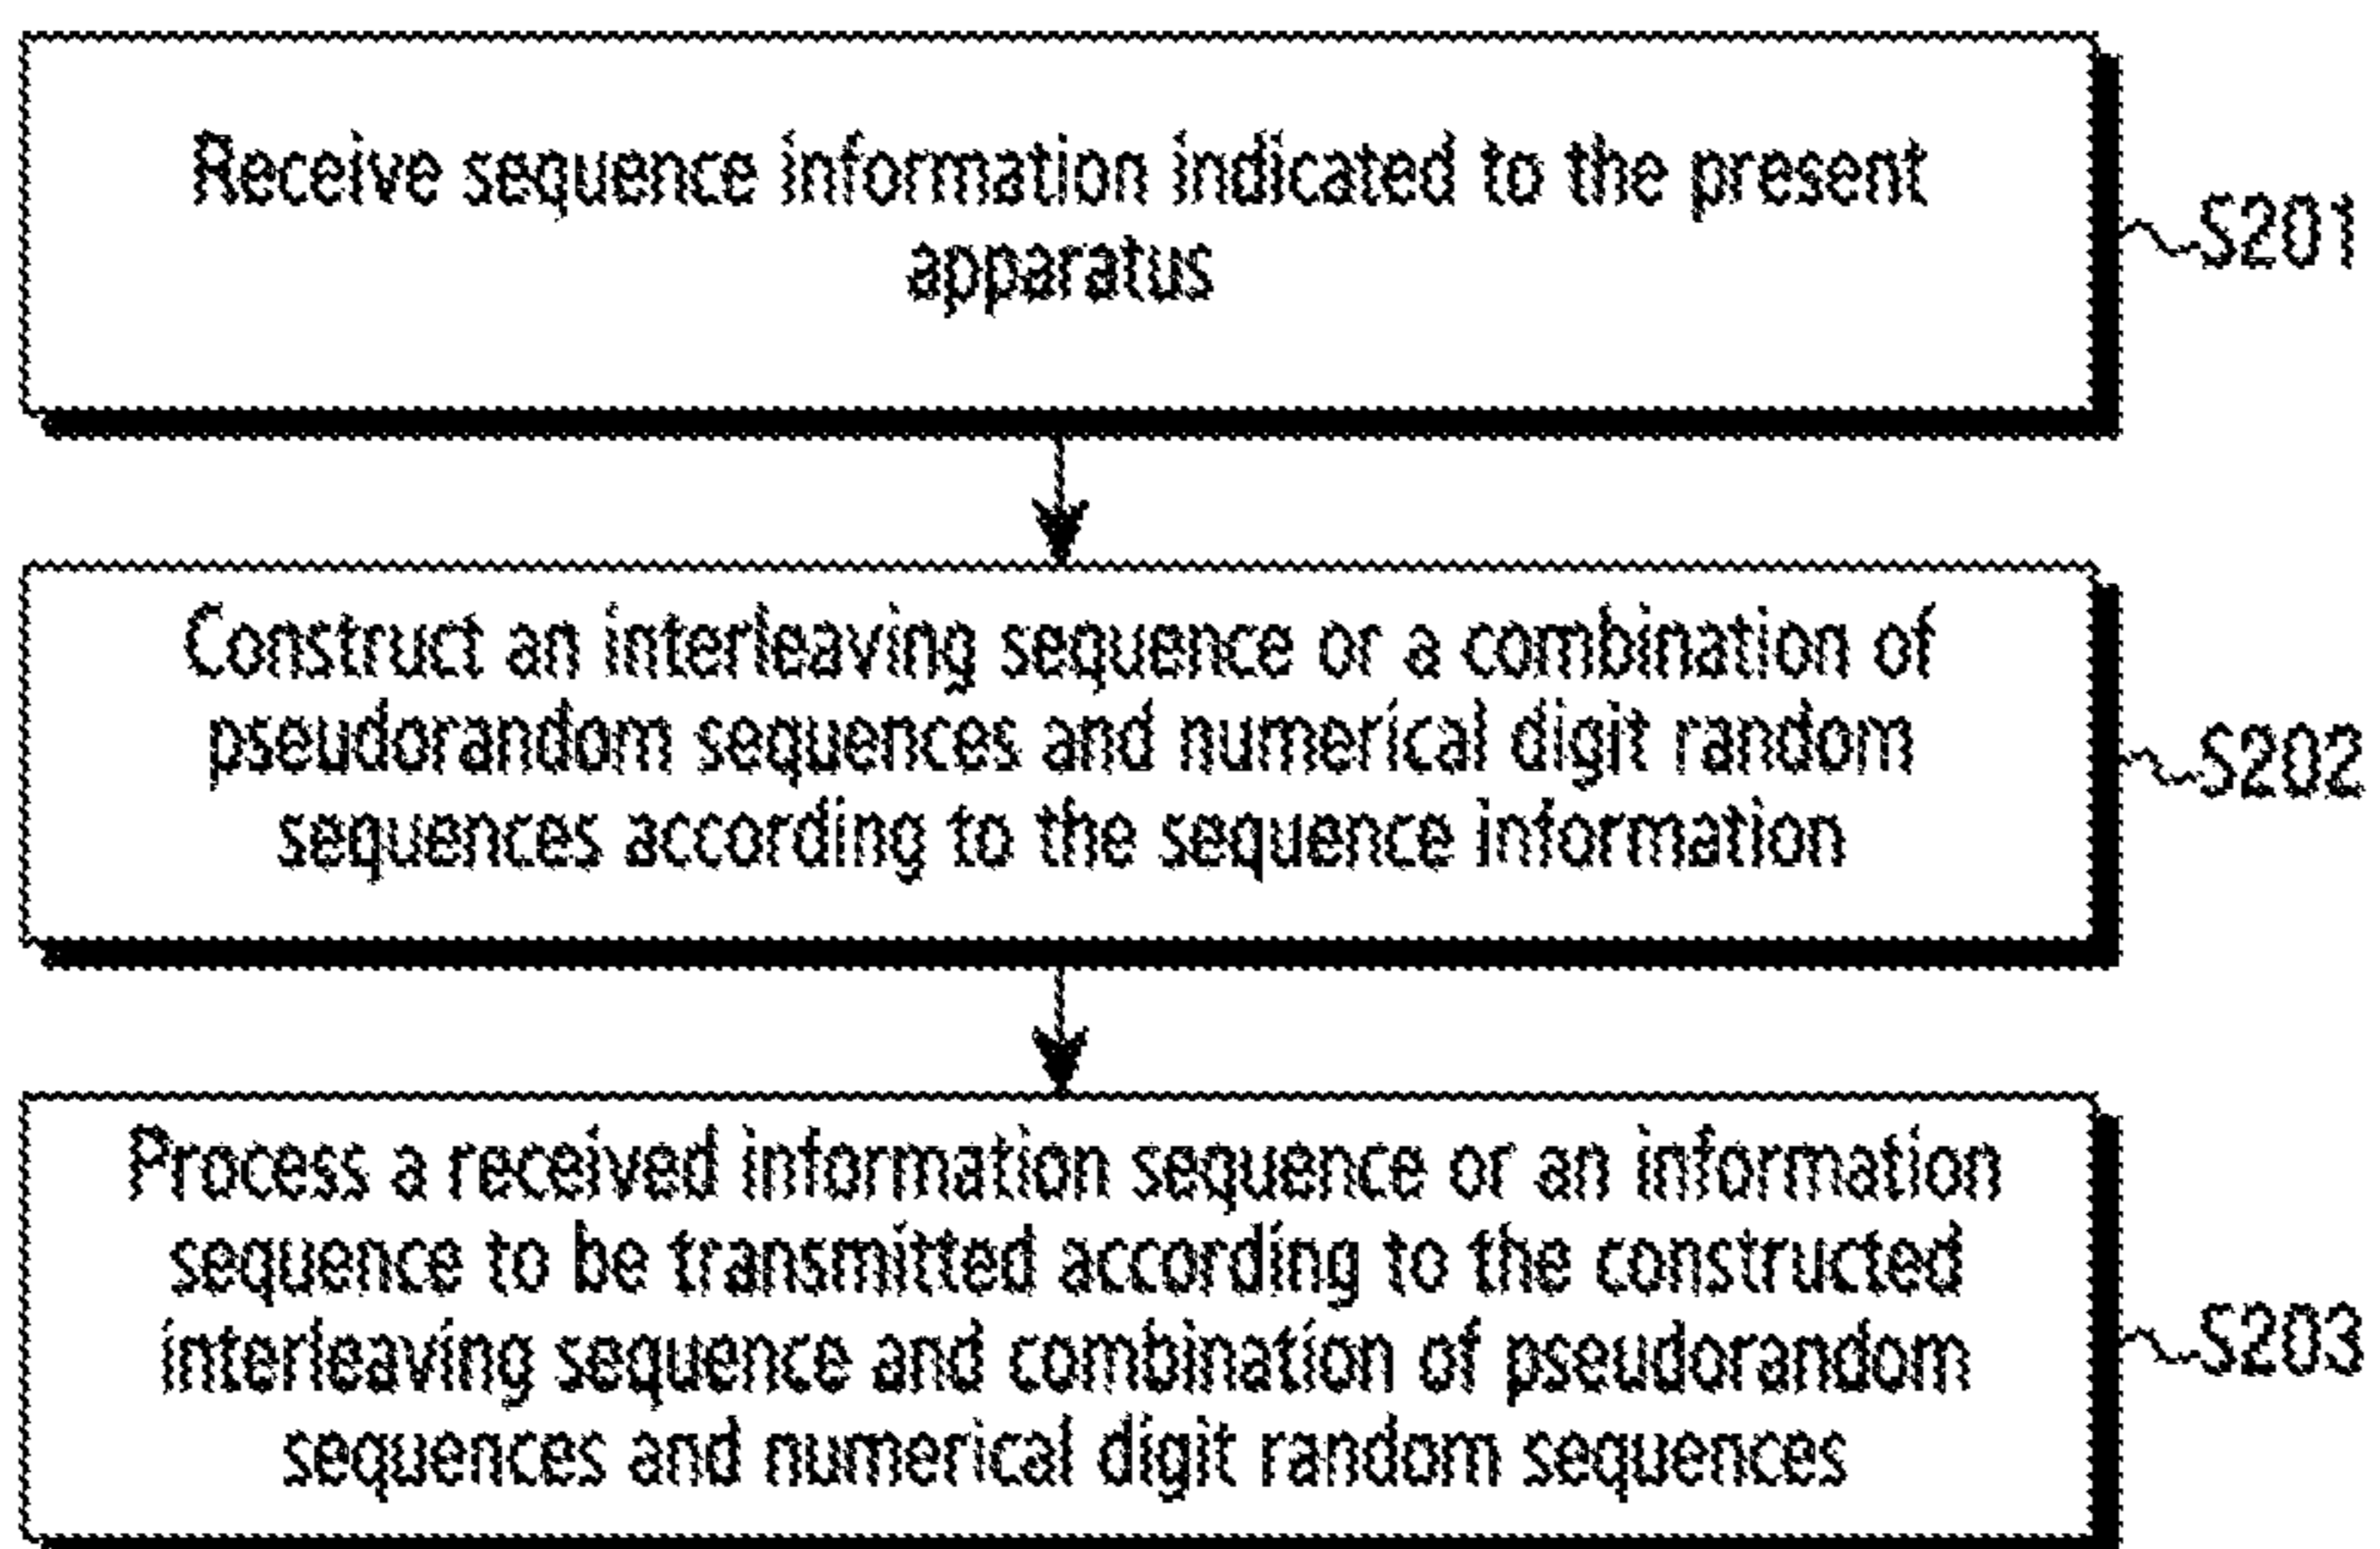 Receive sequence information indicated to the present
apparatus
S201
Construct an interleaving sequence or a combination of
pseudorandom sequences and numerical digit random
sequences according to the sequence information
S202
Process a received information sequence or an information
sequence to be transmitted according to the constructed
interleaving sequence and combination of pseudorandom
sequences and numerical digit random sequences
S203